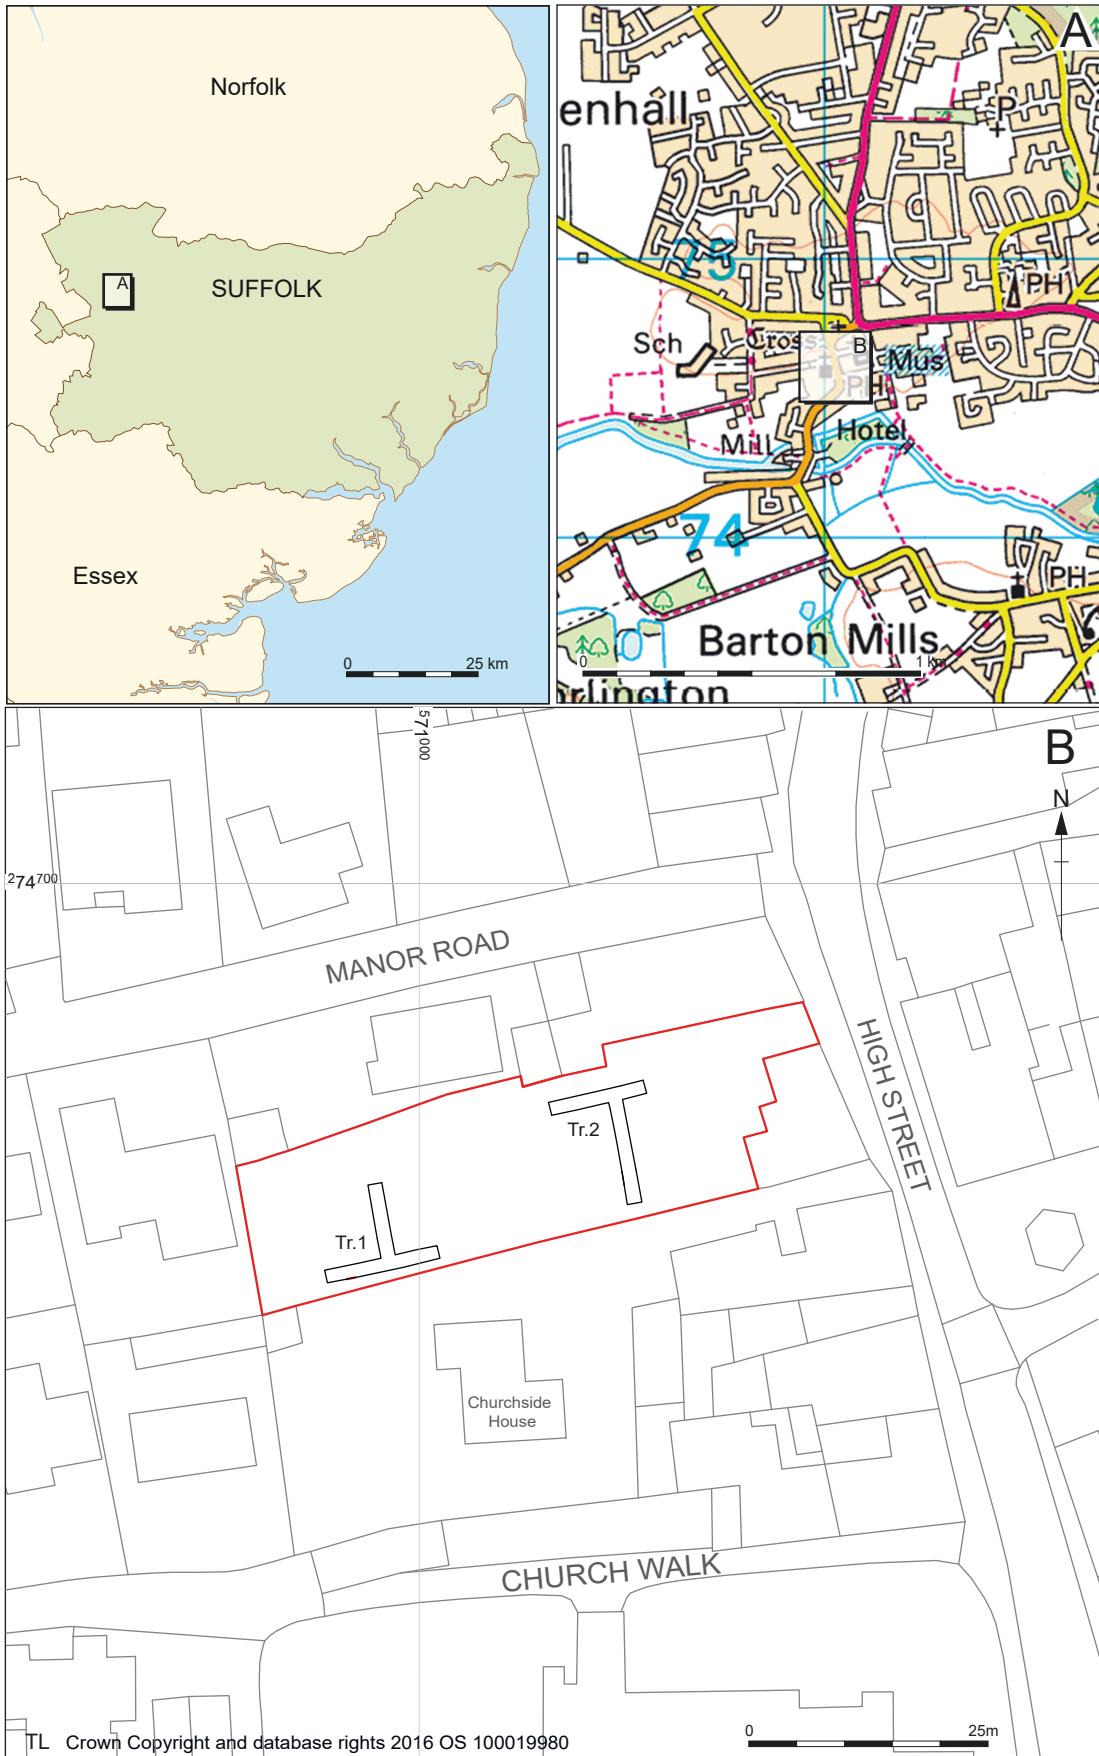 Norfolk
A
SUFFOLK
Essex
0 25 km
A
enhall
P
75
PH
Sch
Cross
B
Mus
PH
Mill
Hotel
74
PH
Barton Mills
0 1 km
rlington
571000
B
N
274700
MANOR ROAD
HIGH STREET
Tr.2
Tr.1
Churchside
House
CHURCH WALK
0 25m
TL Crown Copyright and database rights 2016 OS 100019980